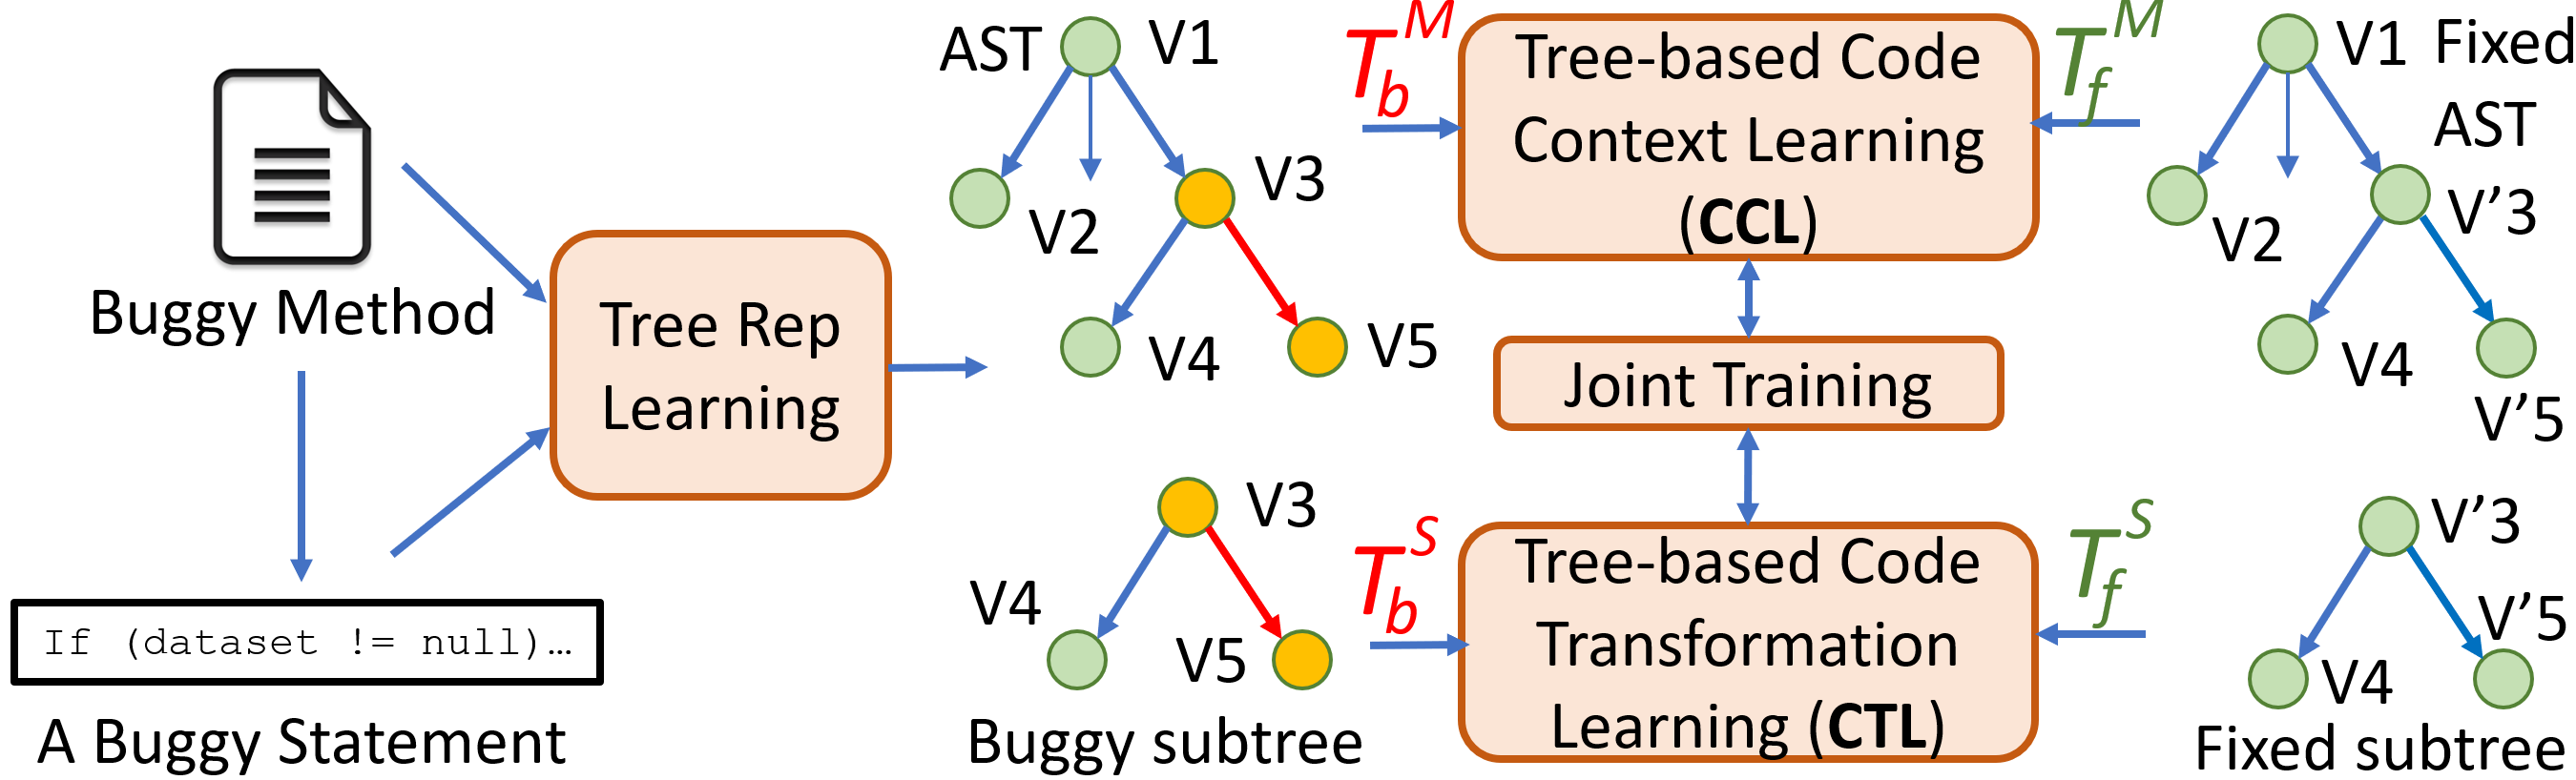 Buggy Method
If (dataset != null)…
A Buggy Statement
Tree Rep
Learning
AST
V1
V2
V3
V4
V5
T_b^M
Tree-based Code
Context Learning
(CCL)
T_f^M
V1
Fixed
AST
V2
V'3
V4
V'5
Joint Training
V3
V4
V5
Buggy subtree
T_b^S
Tree-based Code
Transformation
Learning (CTL)
T_f^S
V'3
V'5
V4
Fixed subtree